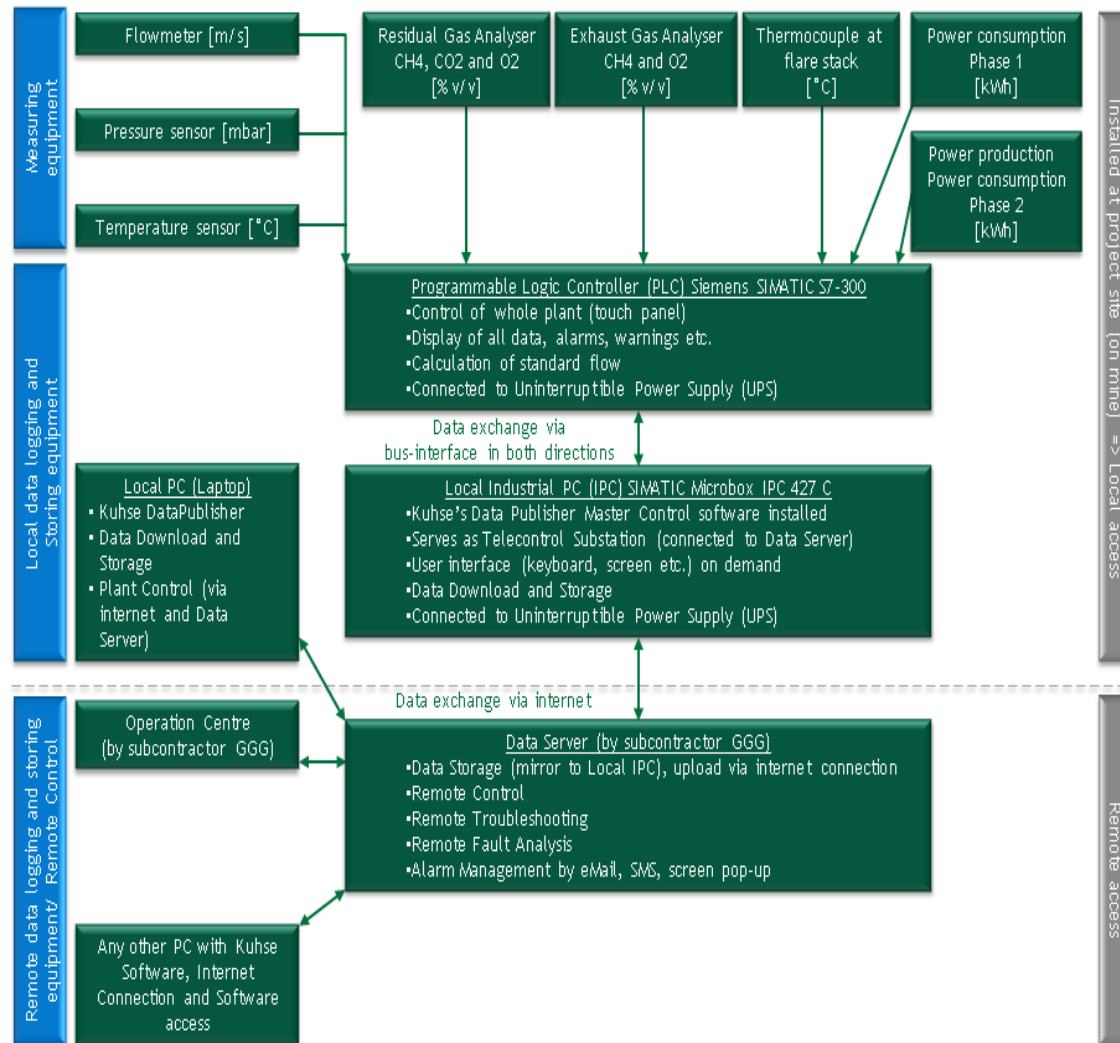 Measuring
equipment
Flowmeter [m/s]
Pressure sensor [mbar]
Temperature sensor [°C]
Residual Gas Analyser
CH4, CO2 and O2
[% v/v]
Exhaust Gas Analyser
CH4 and O2
[% v/v]
Thermocouple at
flare stack
[°C]
Power consumption
Phase 1
[kWh]
Power production
Power consumption
Phase 2
[kWh]
Installed at project site (on mine) => Local access
Local data logging and
Storing equipment
Programmable Logic Controller (PLC) Siemens SIMATIC S7-300
▪Control of whole plant (touch panel)
▪Display of all data, alarms, warnings etc.
▪Calculation of standard flow
▪Connected to Uninterruptible Power Supply (UPS)
Data exchange via
bus-interface in both directions
Local PC (Laptop)
▪ Kuhse DataPublisher
▪ Data Download and
Storage
▪ Plant Control (via
internet and Data
Server)
Local Industrial PC (IPC) SIMATIC Microbox IPC 427 C
▪Kuhse's Data Publisher Master Control software installed
▪Serves as Telecontrol Substation (connected to Data Server)
▪User interface (keyboard, screen etc.) on demand
▪Data Download and Storage
▪Connected to Uninterruptible Power Supply (UPS)
Data exchange via internet
Remote data logging and storing
equipment/ Remote Control
Operation Centre
(by subcontractor GGG)
Data Server (by subcontractor GGG)
▪Data Storage (mirror to Local IPC), upload via internet connection
▪Remote Control
▪Remote Troubleshooting
▪Remote Fault Analysis
▪Alarm Management by eMail, SMS, screen pop-up
Any other PC with Kuhse
Software, Internet
Connection and Software
access
Remote access